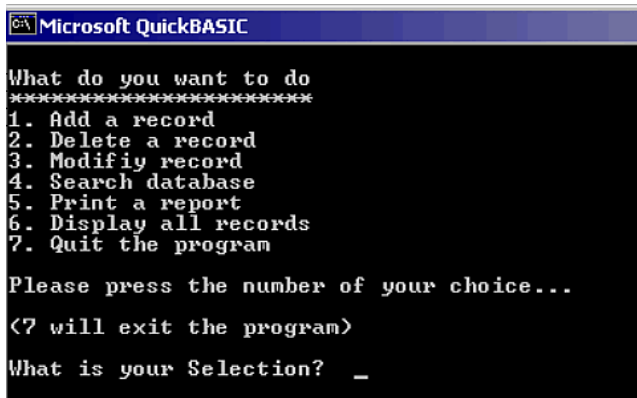 Microsoft QuickBASIC
What do you want to do
**********************
1. Add a record
2. Delete a record
3. Modifiy record
4. Search database
5. Print a report
6. Display all records
7. Quit the program
Please press the number of your choice...
(7 will exit the program)
What is your Selection? _